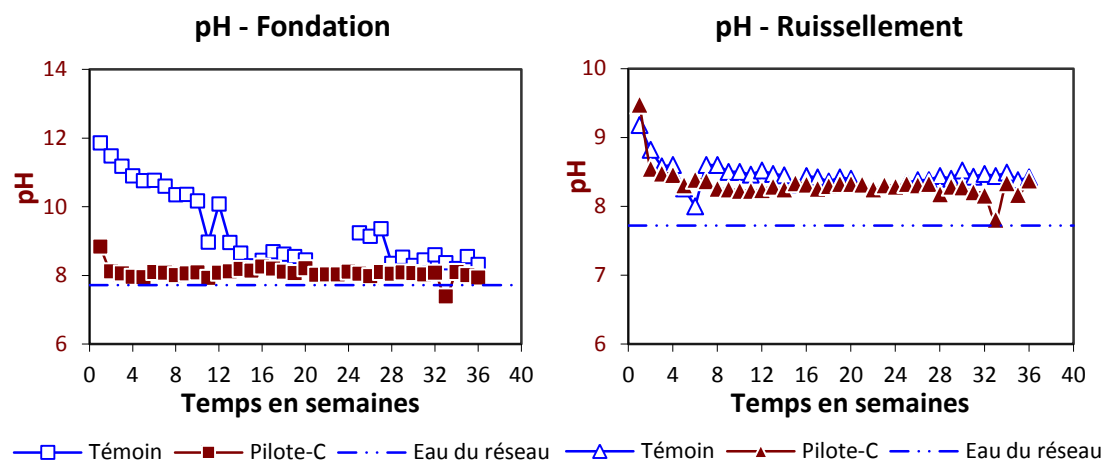 pH - Fondation
14
12
10
8
6
pH
0 4 8 12 16 20 24 28 32 36 40
Temps en semaines
Témoin Pilote-C Eau du réseau
pH - Ruissellement
10
9
8
7
6
pH
0 4 8 12 16 20 24 28 32 36 40
Temps en semaines
Témoin Pilote-C Eau du réseau